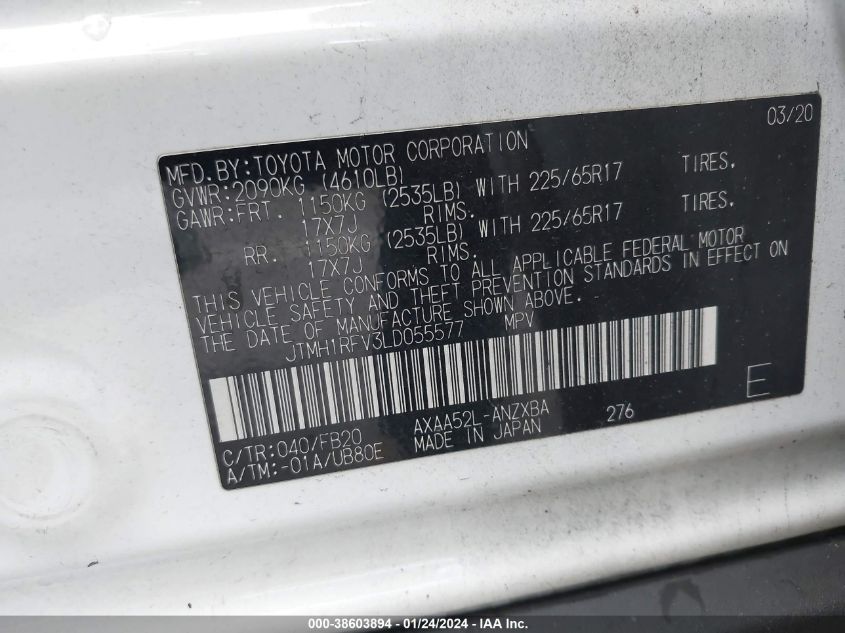 03/20
MFD.BY:TOYOTA MOTOR CORPORATION
GVWR:2090KG (4610LB)
GAWR:FRT. 1150KG (2535LB) WITH 225/65R17 TIRES,
17X7J RIMS.
RR. 1150KG (2535LB) WITH 225/65R17 TIRES,
17X7J RIMS.
THIS VEHICLE CONFORMS TO ALL APPLICABLE FEDERAL MOTOR
VEHICLE SAFETY AND THEFT PREVENTION STANDARDS IN EFFECT ON
THE DATE OF MANUFACTURE SHOWN ABOVE.
JTMH1RFV3LD055577 MPV
E
C/TR:040/FB20 AXAA52L-ANZXBA 276
A/TM:-01A/UB80E MADE IN JAPAN
000-38603894 - 01/24/2024 - IAA Inc.